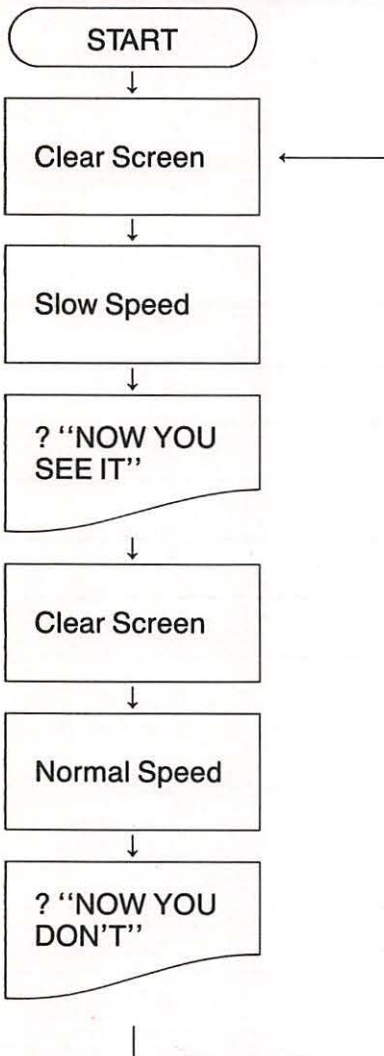 START
Clear Screen
Slow Speed
? ‘‘NOW YOU
SEE IT’’
Clear Screen
Normal Speed
? ‘‘NOW YOU
DON'T’’